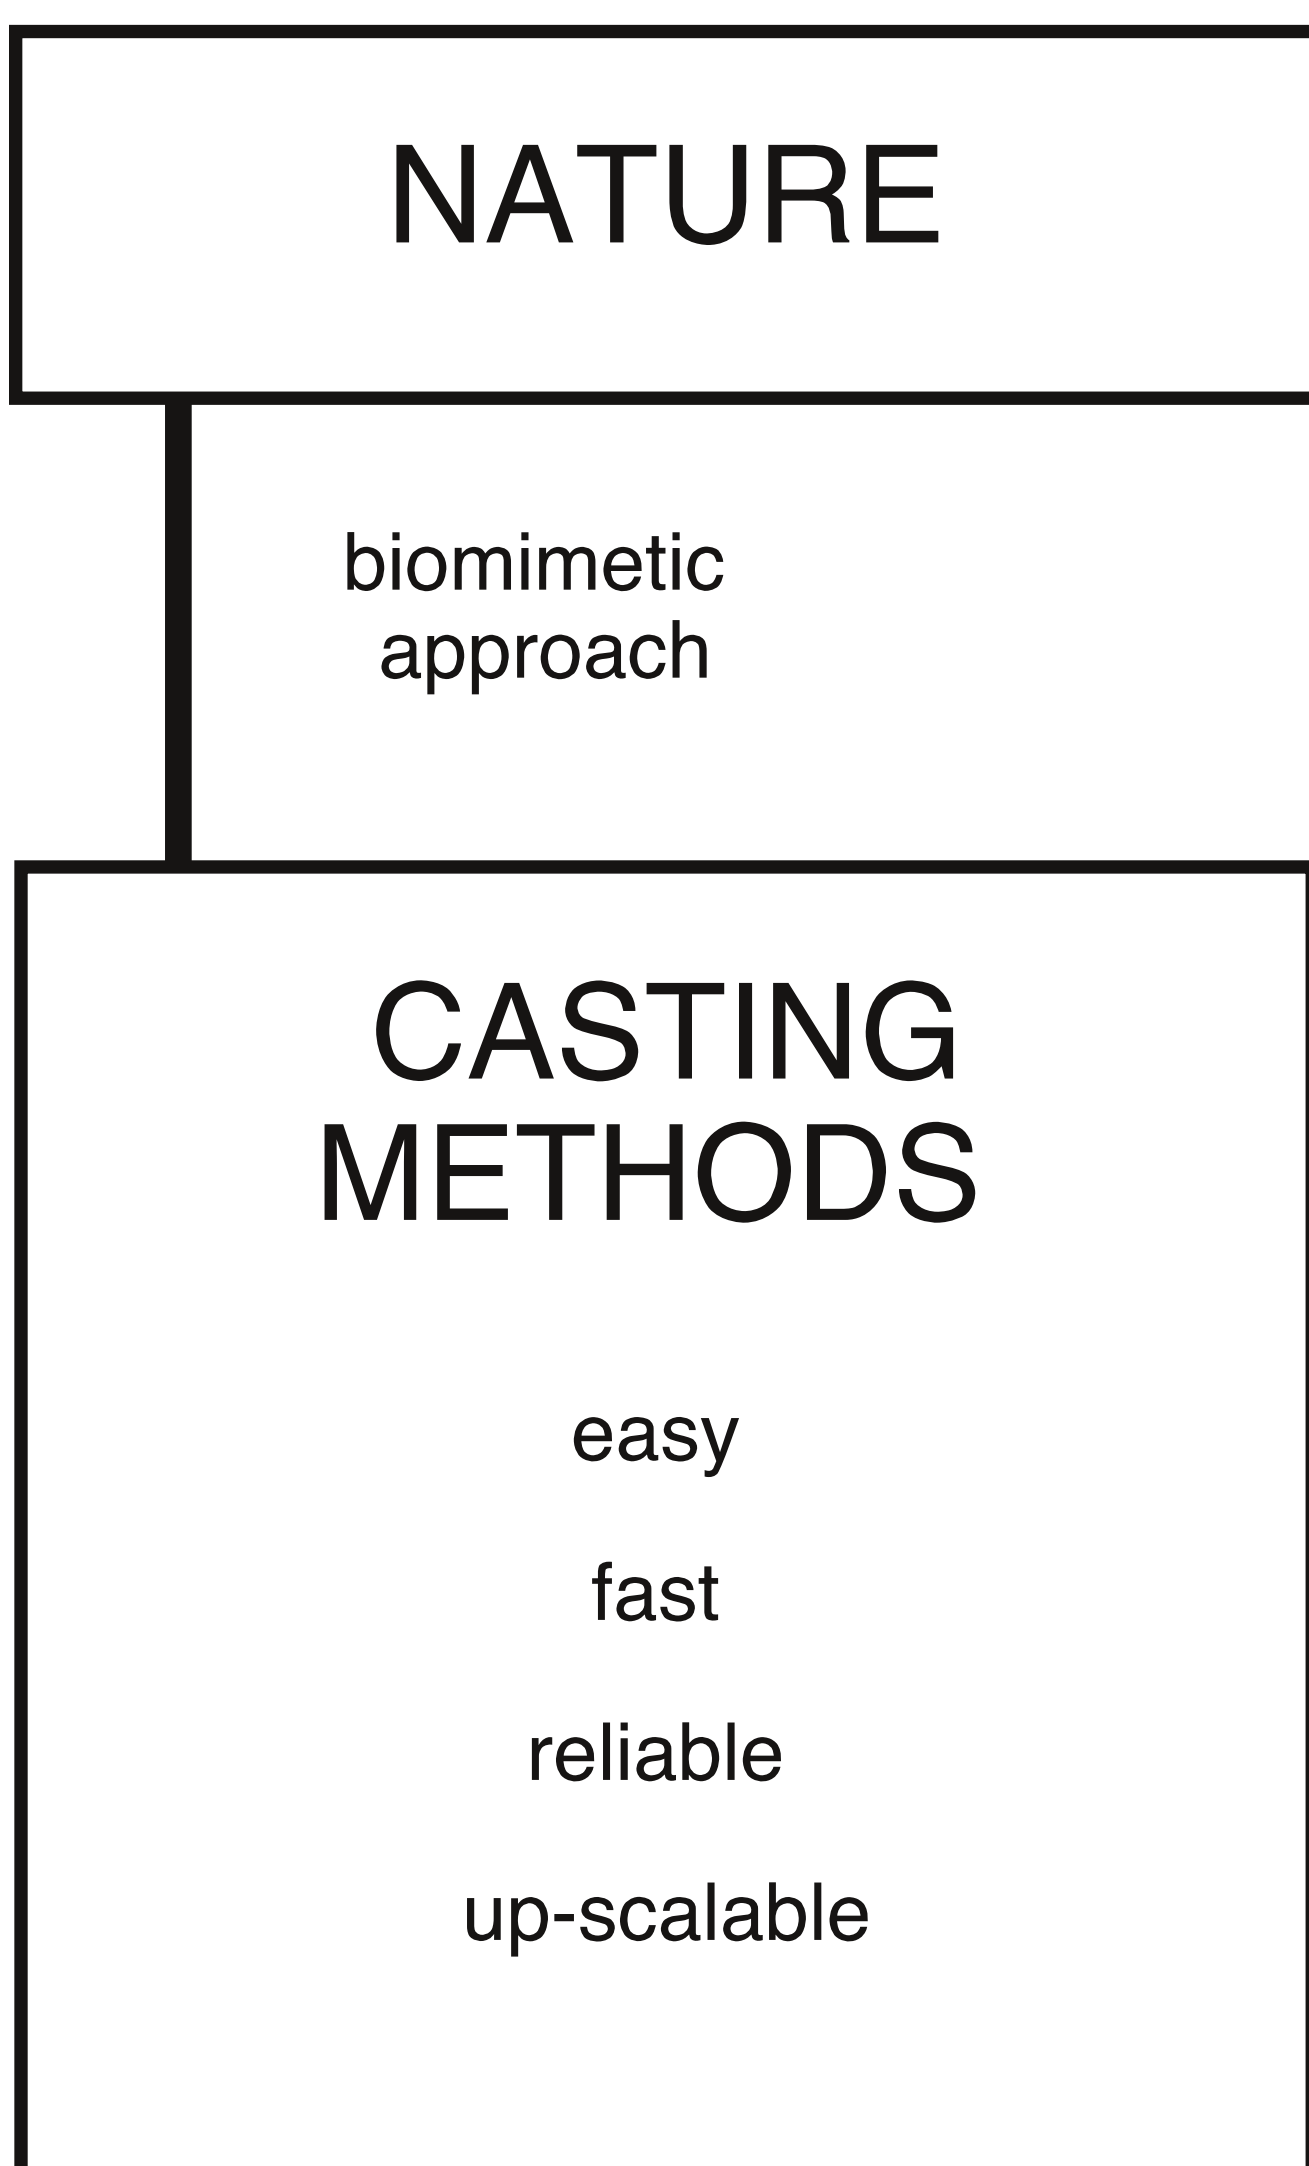 NATURE
biomimetic
approach
CASTING
METHODS
easy
fast
reliable
up-scalable